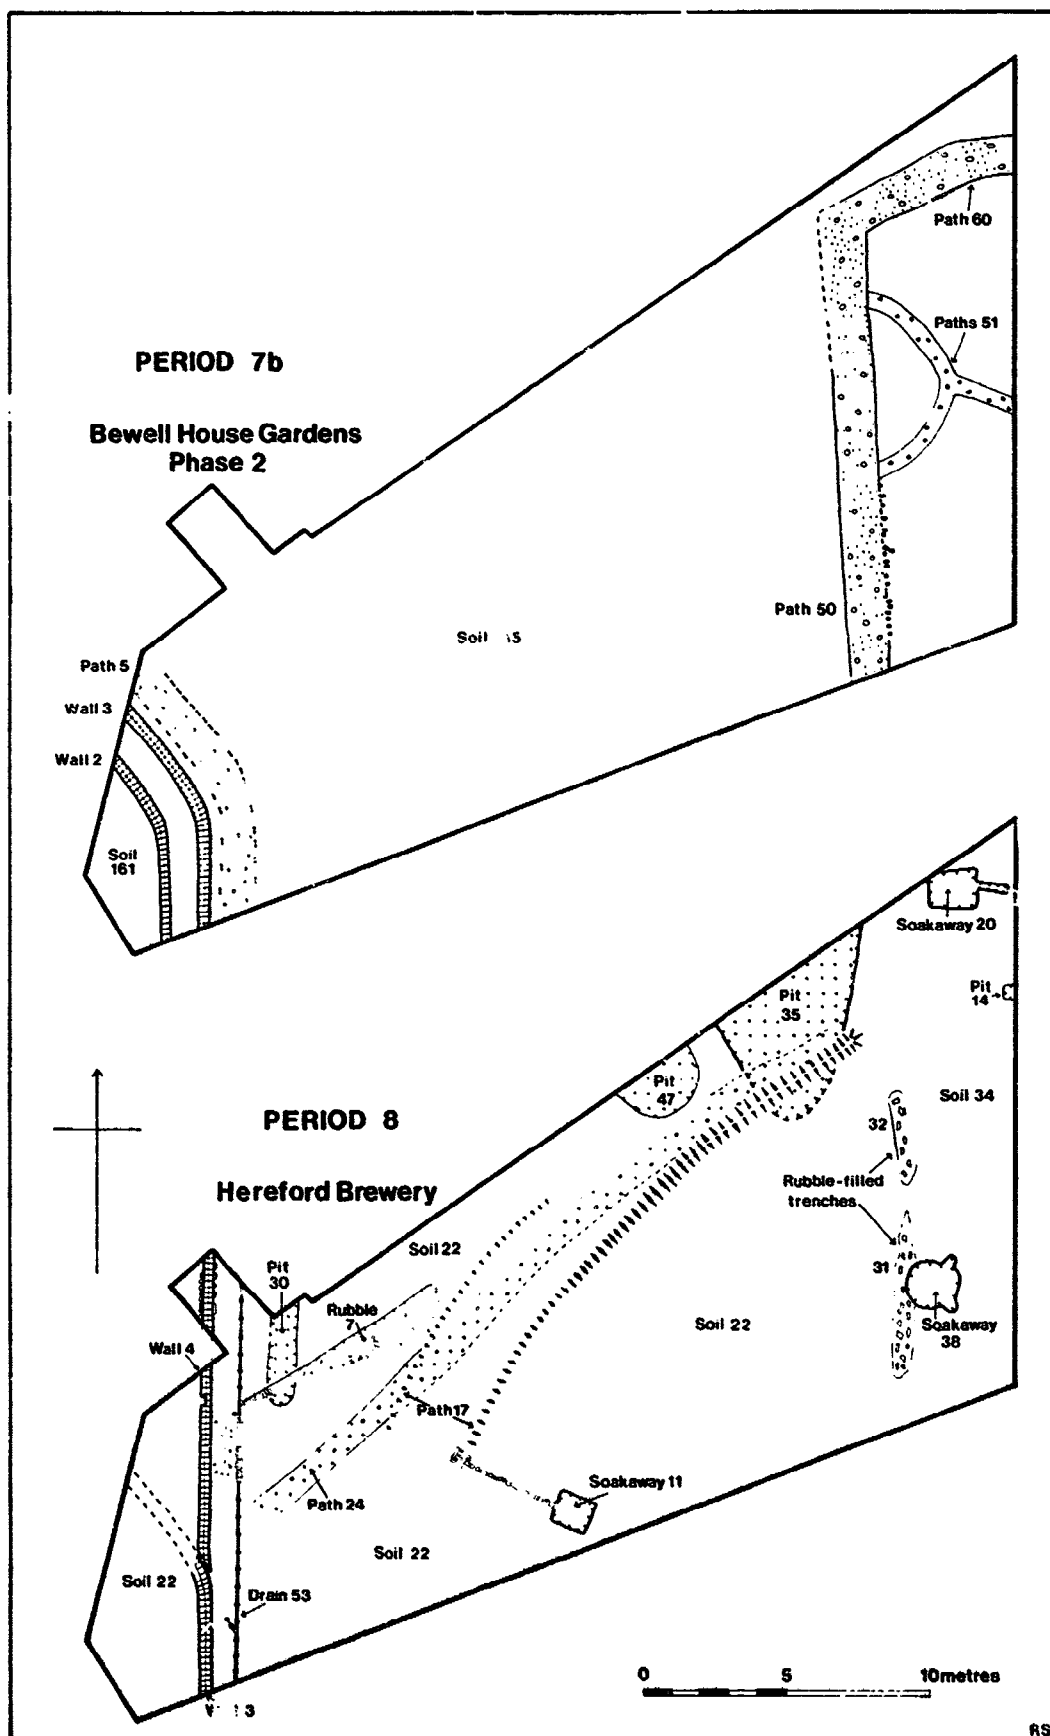 PERIOD 7b
Bewell House Gardens
Phase 2
Path 60
Paths 51
Path 50
Soil
Path 5
Wall 3
Wall 2
Soil
161
PERIOD 8
Hereford Brewery
Soakaway 20
Pit
14
Pit
35
Pit
47
Soil 34
32
Rubble-filled
trenches
31
Soil 22
Pit
30
Rubble
7
Wall 4
Soil 22
Soakaway
38
Path 17
Path 24
Soakaway 11
Soil 22
Soil 22
Drain 53
3
0 5 10metres
RS